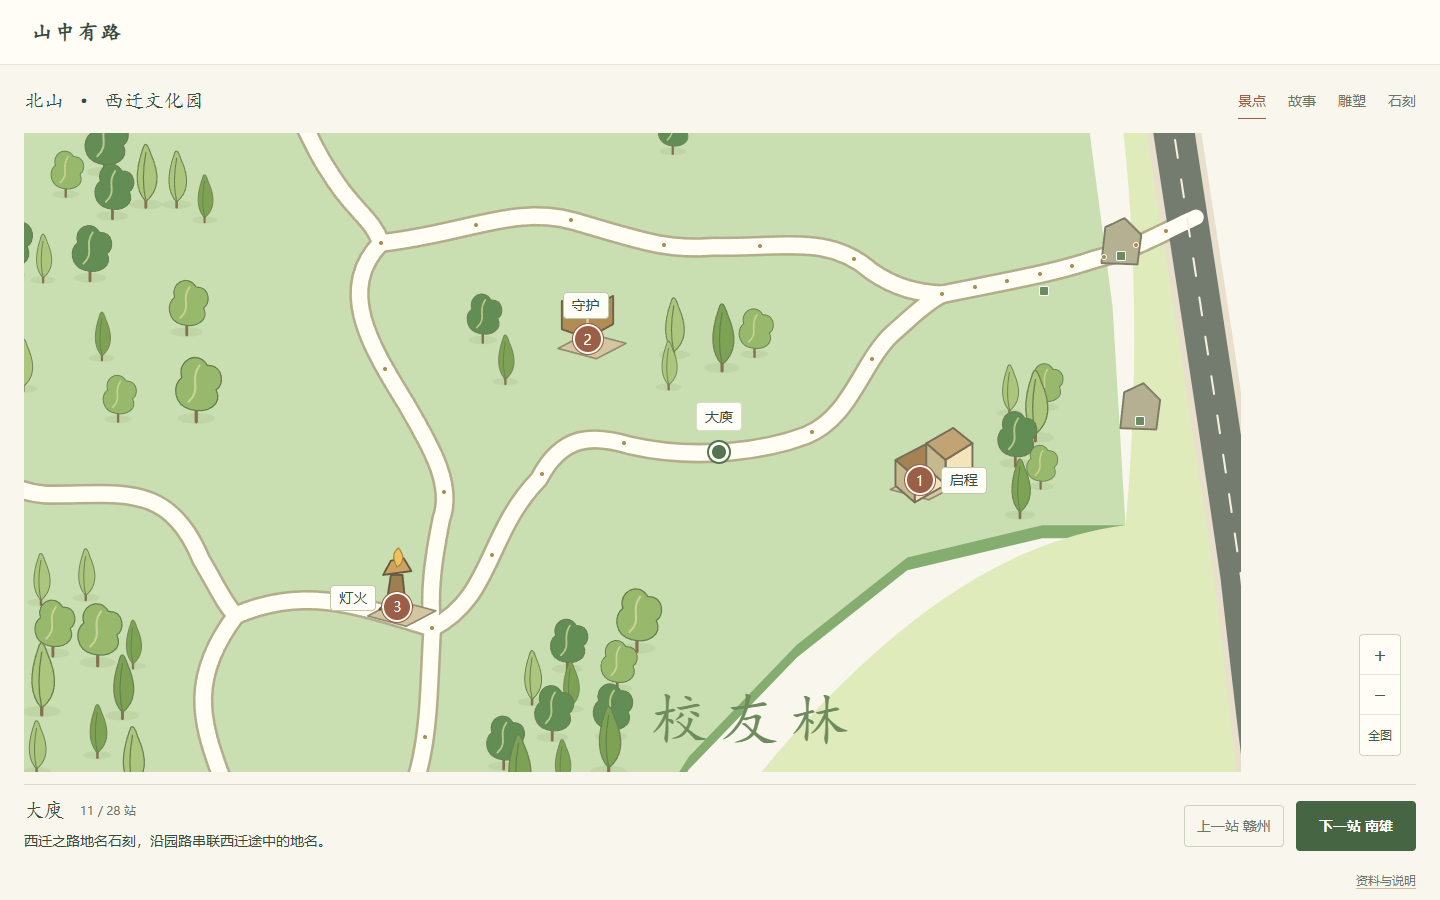 山中有路
北山 • 西迁文化园
景点 故事 雕塑 石刻
守护
2
大庾
1 启程
灯火 3
校友林
+
−
全图
大庾 11 / 28 站
西迁之路地名石刻，沿园路串联西迁途中的地名。
上一站 赣州
下一站 南雄
资料与说明